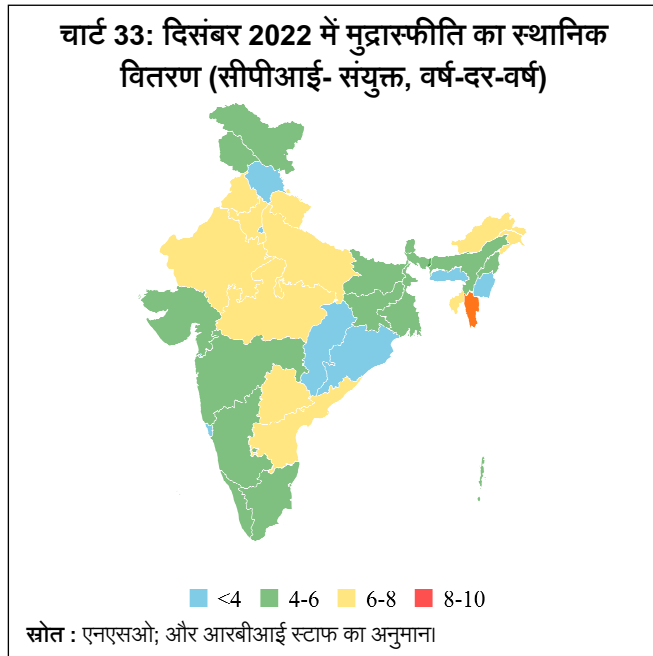 चार्ट 33: दिसंबर 2022 में मुद्रास्फीति का स्थानिक
वितरण (सीपीआई- संयुक्त, वर्ष-दर-वर्ष)
<4 4-6 6-8 8-10
स्रोत : एनएसओ; और आरबीआई स्टाफ का अनुमान।